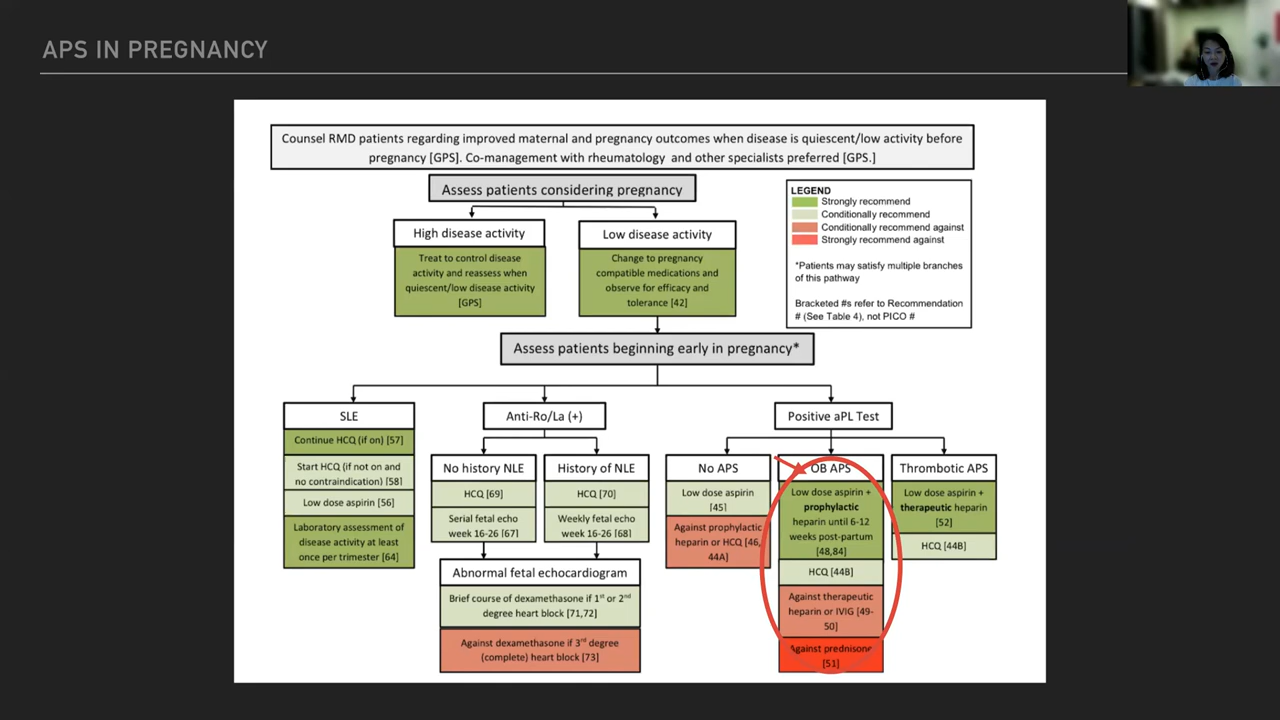 APS IN PREGNANCY
Counsel RMD patients regarding improved maternal and pregnancy outcomes when disease is quiescent/low activity before
pregnancy [GPS]. Co-management with rheumatology and other specialists preferred [GPS.]
Assess patients considering pregnancy
High disease activity
Treat to control disease
activity and reassess when
quiescent/low disease activity
[GPS]
Low disease activity
Change to pregnancy
compatible medications and
observe for efficacy and
tolerance [42]
LEGEND
Strongly recommend
Conditionally recommend
Conditionally recommend against
Strongly recommend against
*Patients may satisfy multiple branches
of this pathway
Bracketed #s refer to Recommendation
# (See Table 4), not PICO #
Assess patients beginning early in pregnancy*
SLE
Continue HCQ (if on) [57]
Start HCQ (if not on and
no contraindication) [58]
Low dose aspirin [56]
Laboratory assessment of
disease activity at least
once per trimester [64]
Anti-Ro/La (+)
No history NLE
HCQ [69]
Serial fetal echo
week 16-26 [67]
History of NLE
HCQ [70]
Weekly fetal echo
week 16-26 [68]
Abnormal fetal echocardiogram
Brief course of dexamethasone if 1st or 2nd
degree heart block [71,72]
Against dexamethasone if 3rd degree
(complete) heart block [73]
Positive aPL Test
No APS
Low dose aspirin
[45]
Against prophylactic
heparin or HCQ [46,
44A]
OB APS
Low dose aspirin +
prophylactic
heparin until 6-12
weeks post-partum
[48,84]
HCQ [44B]
Against therapeutic
heparin or IVIG [49-
50]
Against prednisone
[51]
Thrombotic APS
Low dose aspirin +
therapeutic heparin
[52]
HCQ [44B]